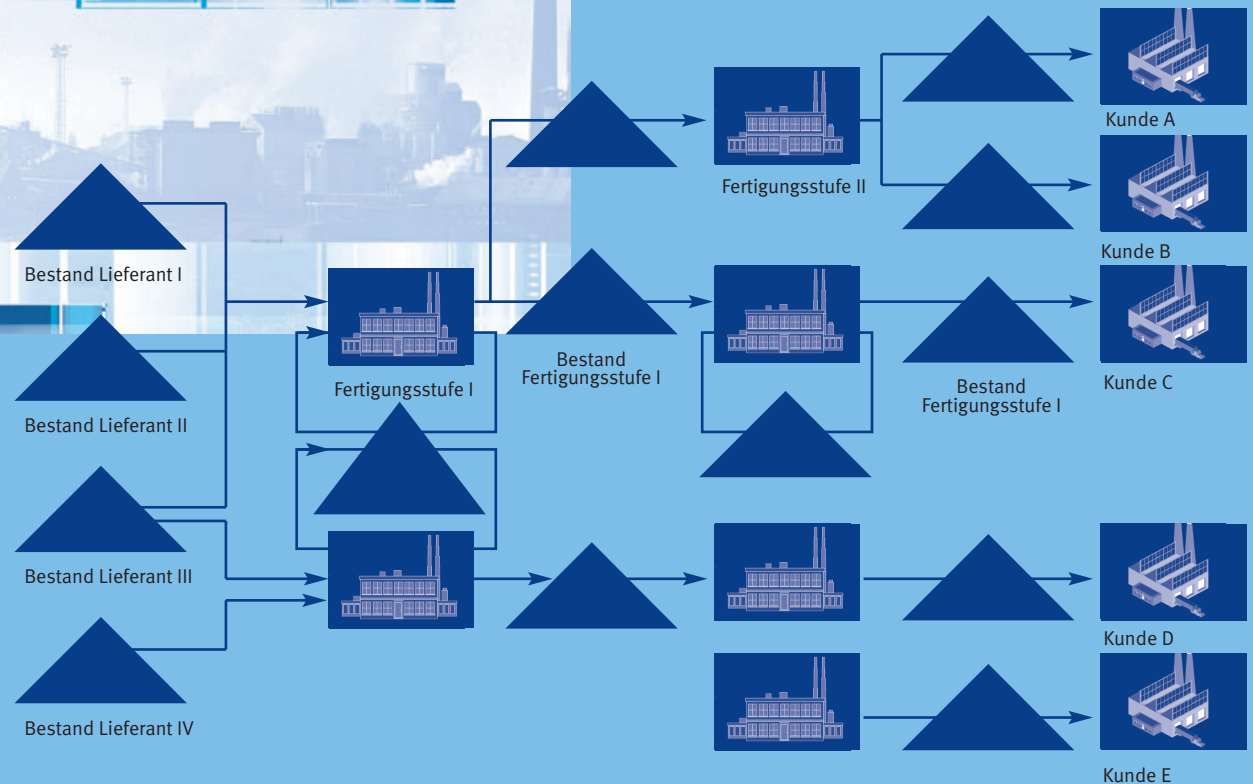 Kunde A
Fertigungsstufe II
Kunde B
Bestand Lieferant I
Bestand
Fertigungsstufe I
Fertigungsstufe I
Bestand
Fertigungsstufe I
Kunde C
Bestand Lieferant II
Bestand Lieferant III
Kunde D
Bestand Lieferant IV
Kunde E